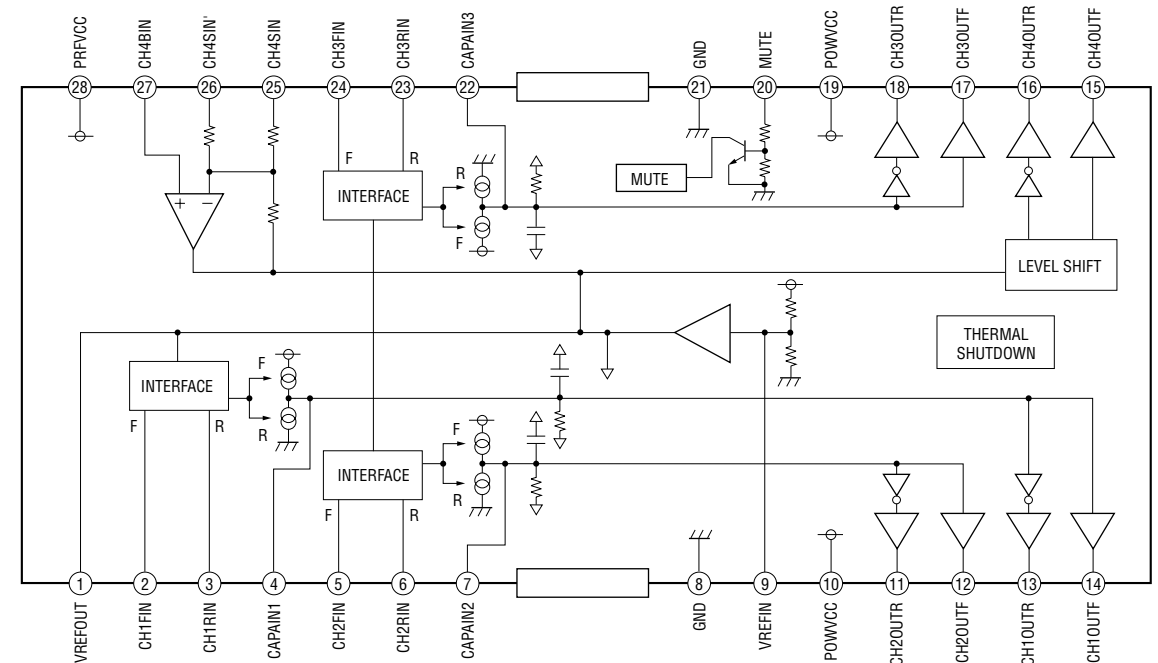 PRFVCC
CH4BIN
CH4SIN'
CH4SIN
CH3FIN
CH3RIN
CAPAIN3
GND
MUTE
POWVCC
CH3OUTR
CH3OUTF
CH4OUTR
CH4OUTF
28
27
26
25
24
23
22
21
20
19
18
17
16
15
F
R
INTERFACE
R
F
MUTE
+
−
LEVEL SHIFT
THERMAL
SHUTDOWN
INTERFACE
F
R
F
R
INTERFACE
F
R
F
R
1
2
3
4
5
6
7
8
9
10
11
12
13
14
VREFOUT
CH1FIN
CH1RIN
CAPAIN1
CH2FIN
CH2RIN
CAPAIN2
GND
VREFIN
POWVCC
CH2OUTR
CH2OUTF
CH1OUTR
CH1OUTF